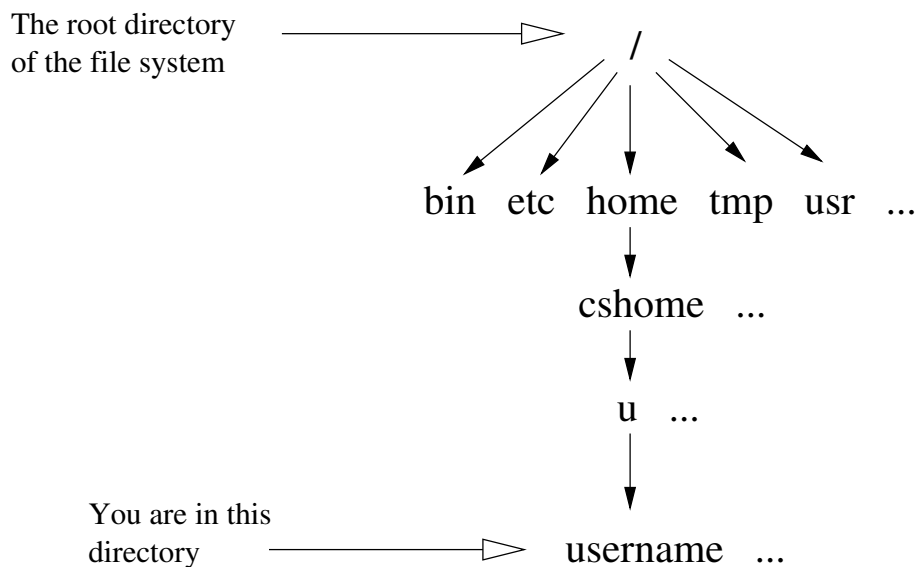 The root directory
of the file system
/
bin etc home tmp usr ...
cshome ...
u ...
You are in this
directory
username ...